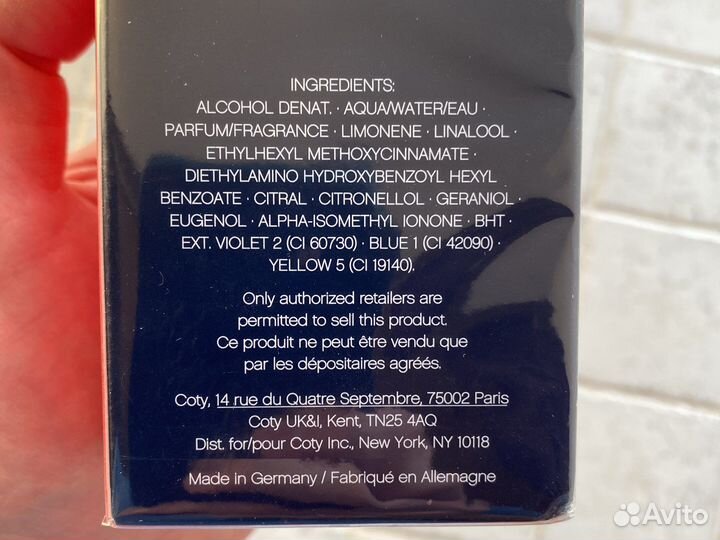 INGREDIENTS:
ALCOHOL DENAT. · AQUA/WATER/EAU ·
PARFUM/FRAGRANCE · LIMONENE · LINALOOL ·
ETHYLHEXYL METHOXYCINNAMATE ·
DIETHYLAMINO HYDROXYBENZOYL HEXYL
BENZOATE · CITRAL · CITRONELLOL · GERANIOL ·
EUGENOL · ALPHA-ISOMETHYL IONONE · BHT ·
EXT. VIOLET 2 (CI 60730) · BLUE 1 (CI 42090) ·
YELLOW 5 (CI 19140).
Only authorized retailers are
permitted to sell this product.
Ce produit ne peut être vendu que
par les dépositaires agréés.
Coty, 14 rue du Quatre Septembre, 75002 Paris
Coty UK&I, Kent, TN25 4AQ
Dist. for/pour Coty Inc., New York, NY 10118
Made in Germany / Fabriqué en Allemagne
Avito